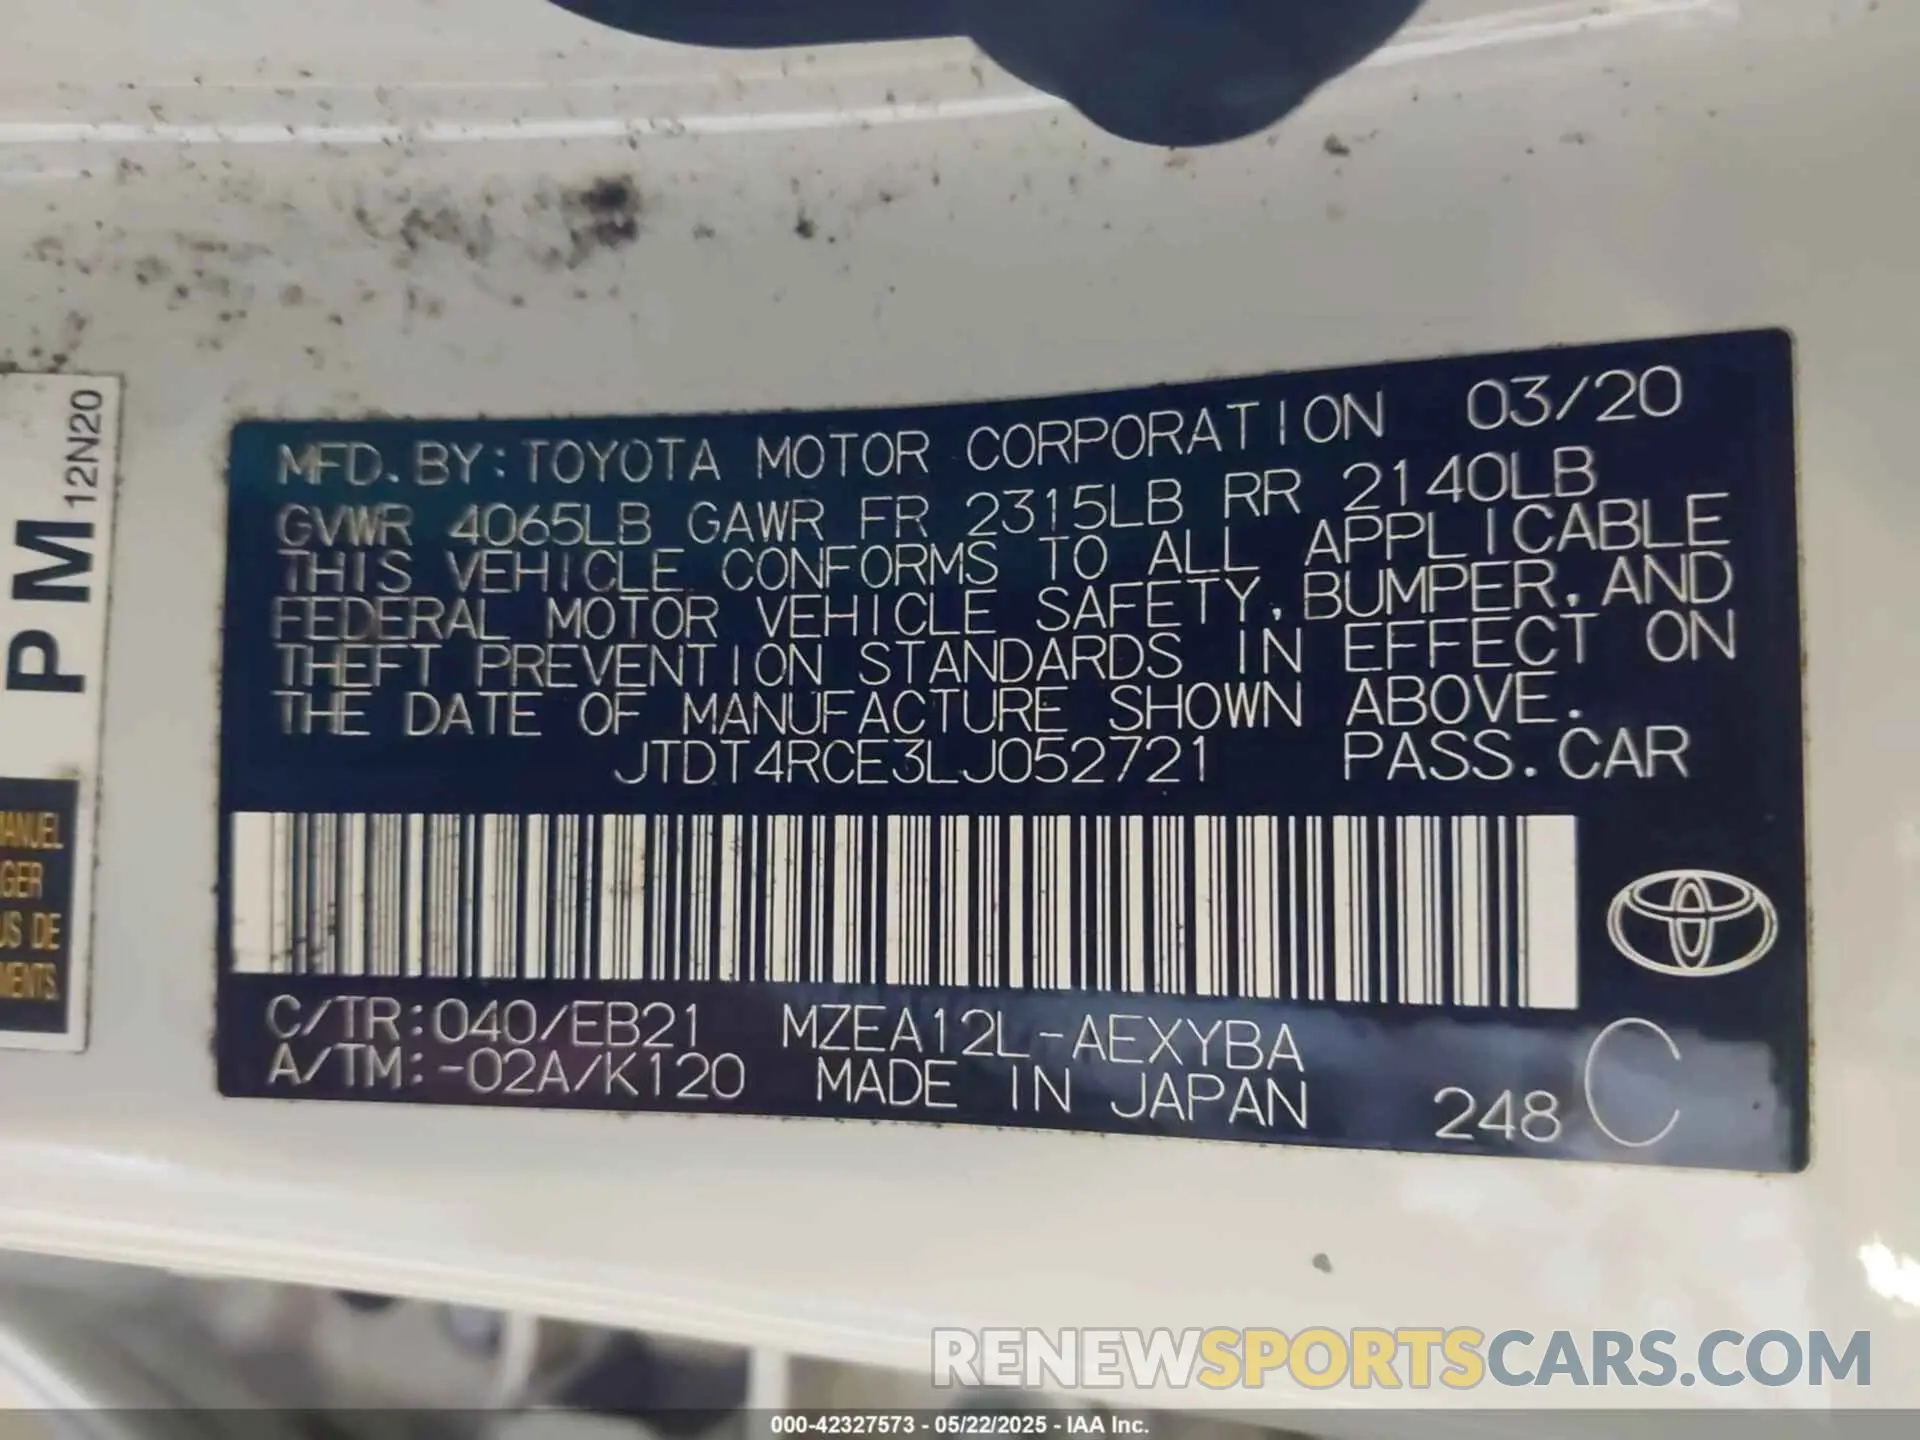 MFD. BY: TOYOTA MOTOR CORPORATION 03/20
GVWR 4065LB GAWR FR 2315LB RR 2140LB
THIS VEHICLE CONFORMS TO ALL APPLICABLE
FEDERAL MOTOR VEHICLE SAFETY, BUMPER, AND
THEFT PREVENTION STANDARDS IN EFFECT ON
THE DATE OF MANUFACTURE SHOWN ABOVE.
JTDT4RCE3LJ052721 PASS. CAR
C/TR:040/EB21 MZEA12L-AEXYBA
A/TM:-02A/K120 MADE IN JAPAN 248 C
PM 12N20
MANUEL
GER
US DE
MENTS.
RENEWSPORTSCARS.COM
000-42327573 - 05/22/2025 - IAA Inc.